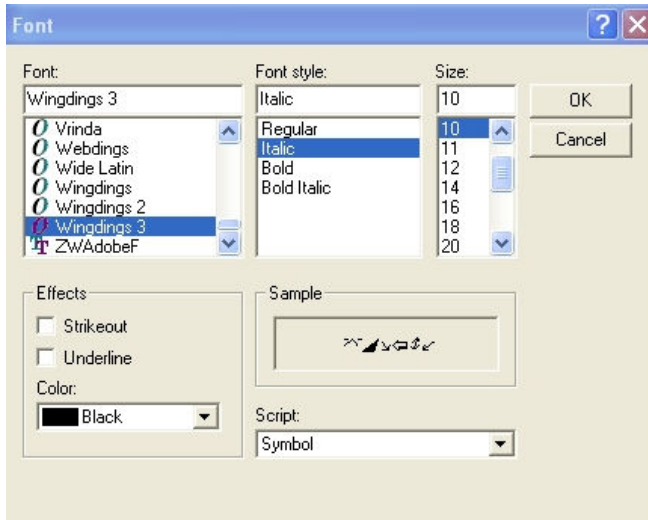 Font
Font:
Wingdings 3
Vrinda
Webdings
Wide Latin
Wingdings
Wingdings 2
Wingdings 3
ZWAdobeF
Font style:
Italic
Regular
Italic
Bold
Bold Italic
Size:
10
10
11
12
14
16
18
20
OK
Cancel
Effects
Strikeout
Underline
Color:
Black
Sample
Script:
Symbol